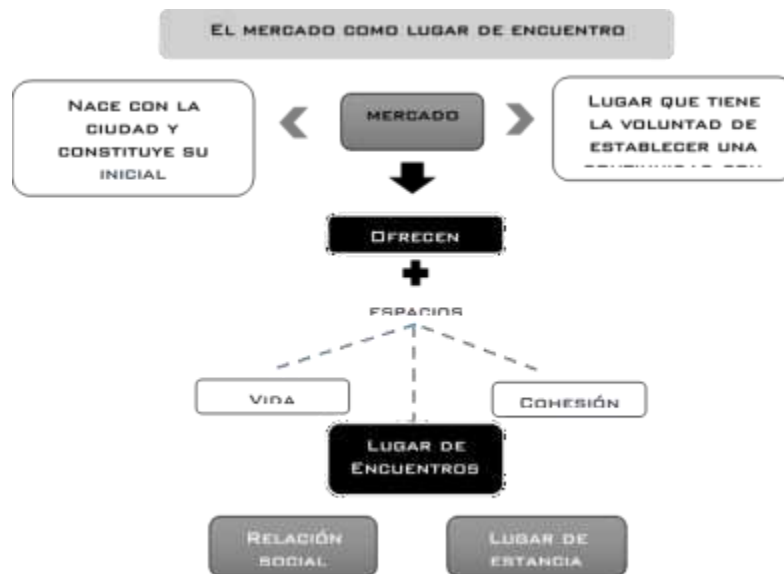 EL MERCADO COMO LUGAR DE ENCUENTRO
NACE CON LA
CIUDAD Y
CONSTITUYE SU
INICIAL
MERCADO
LUGAR QUE TIENE
LA VOLUNTAD DE
ESTABLECER UNA
OFRECEN
ESPACIOS
VIDA
COHESIÓN
LUGAR DE
ENCUENTROS
RELACIÓN
SOCIAL
LUGAR DE
ESTANCIA